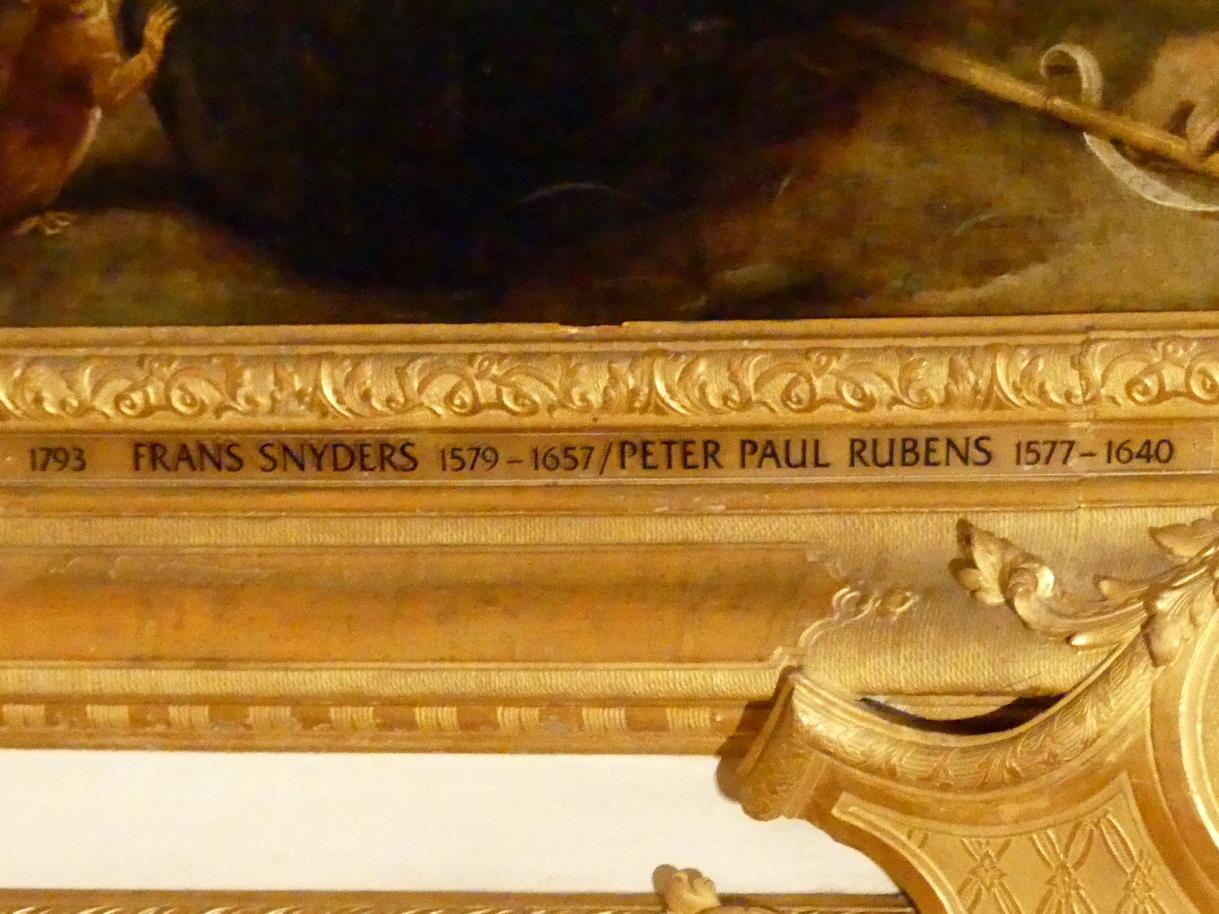 1793 FRANS SNYDERS 1579–1657/PETER PAUL RUBENS 1577–1640